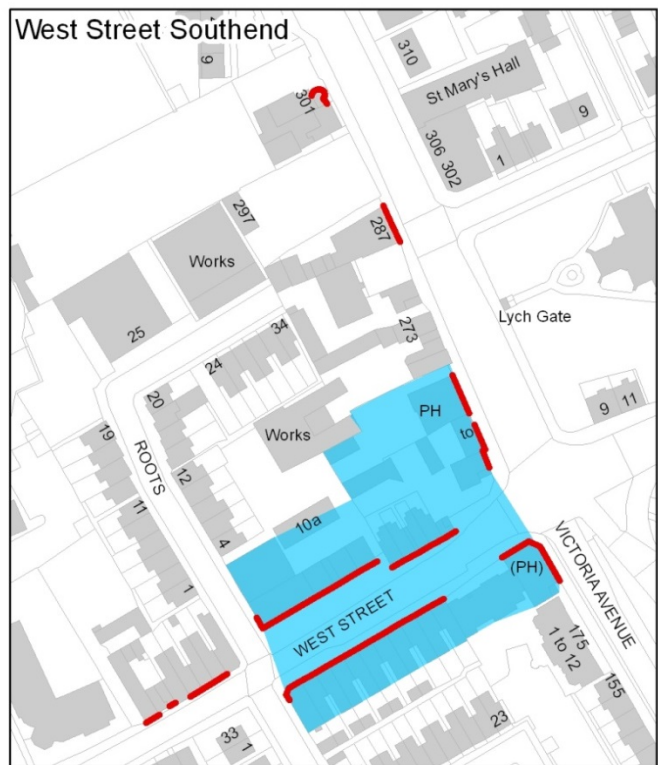 West Street Southend
9
310
St Mary's Hall
301
306
302
1
9
297
287
Works
Lych Gate
25
34
273
24
20
PH
9
11
19
ROOTS
Works
to
12
11
10a
4
VICTORIA AVENUE
(PH)
1
WEST STREET
175
1 to 12
155
23
33
1